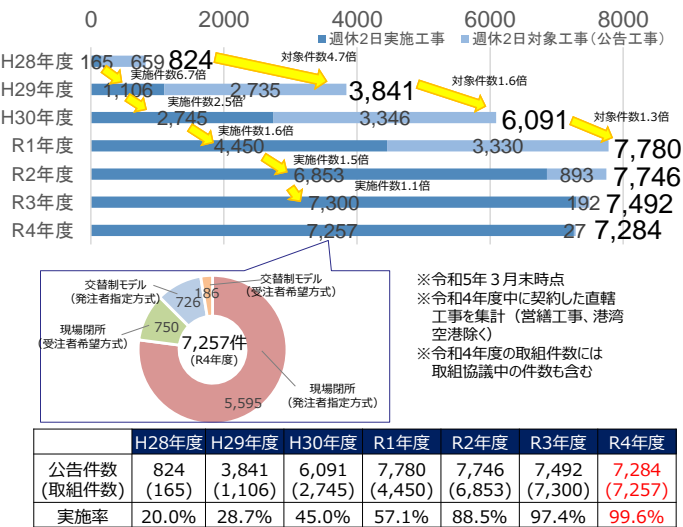 0 2000 4000 6000 8000
週休2日実施工事 週休2日対象工事(公告工事)
H28年度 165 659 824 対象件数4.7倍
実施件数6.7倍
H29年度 1,106 2,735 3,841 対象件数1.6倍
実施件数2.5倍
H30年度 2,745 3,346 6,091 対象件数1.3倍
実施件数1.6倍
R1年度 4,450 3,330 7,780
実施件数1.5倍
R2年度 6,853 893 7,746
実施件数1.1倍
R3年度 7,300 192 7,492
R4年度 7,257 27 7,284
交替制モデル
(発注者指定方式)
726
186
交替制モデル
(受注者希望方式)
現場閉所
(受注者希望方式)
750
7,257件
(R4年度)
現場閉所
(発注者指定方式)
5,595
※令和5年3月末時点
※令和4年度中に契約した直轄
工事を集計(営繕工事、港湾
空港除く)
※令和4年度の取組件数には
取組協議中の件数も含む
H28年度 H29年度 H30年度 R1年度 R2年度 R3年度 R4年度
公告件数 824 3,841 6,091 7,780 7,746 7,492 7,284
(取組件数) (165) (1,106) (2,745) (4,450) (6,853) (7,300) (7,257)
実施率 20.0% 28.7% 45.0% 57.1% 88.5% 97.4% 99.6%